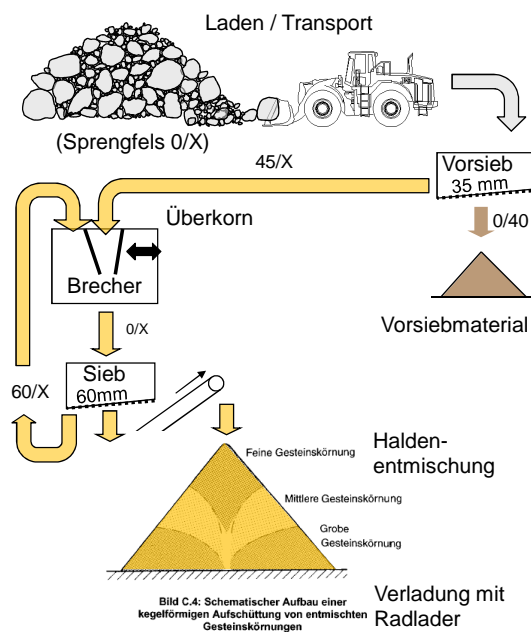 Laden / Transport
(Sprengfels 0/X)
45/X
Vorsieb
35 mm
0/40
Überkorn
Brecher
Vorsiebmaterial
0/X
Sieb
60mm
60/X
Halden-
entmischung
Feine Gesteinskörnung
Mittlere Gesteinskörnung
Grobe
Gesteinskörnung
Verladung mit
Radlader
Bild C.4: Schematischer Aufbau einer
kegelförmigen Aufschüttung von entmischten
Gesteinskörnungen